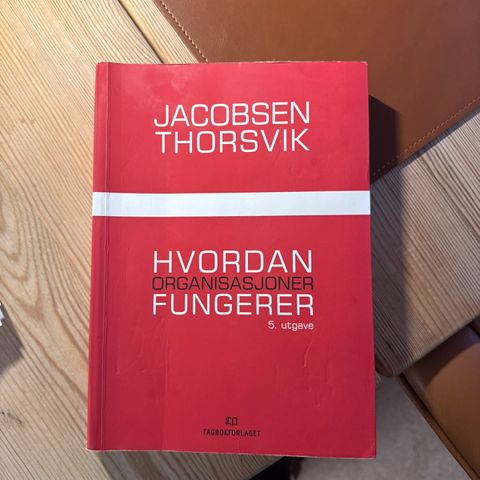 JACOBSEN
THORSVIK
HVORDAN
ORGANISASJONER
FUNGERER
5. utgave
FAGBOKFORLAGET